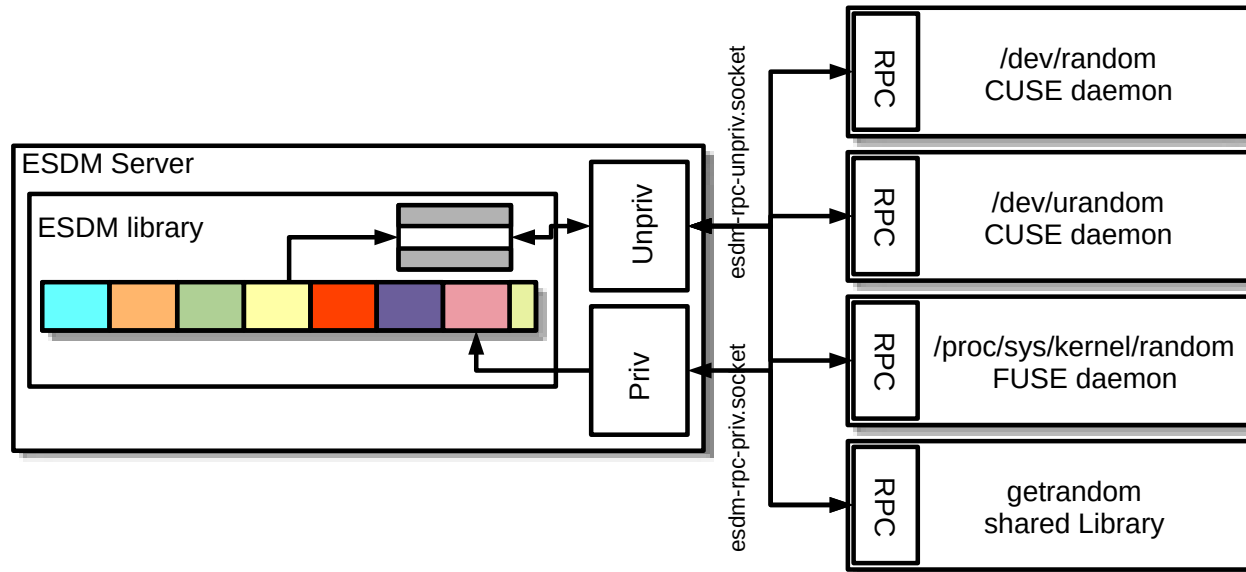 ESDM Server
ESDM library
Unpriv
Priv
esdm-rpc-unpriv.socket
esdm-rpc-priv.socket
RPC
/dev/random
CUSE daemon
RPC
/dev/urandom
CUSE daemon
RPC
/proc/sys/kernel/random
FUSE daemon
RPC
getrandom
shared Library